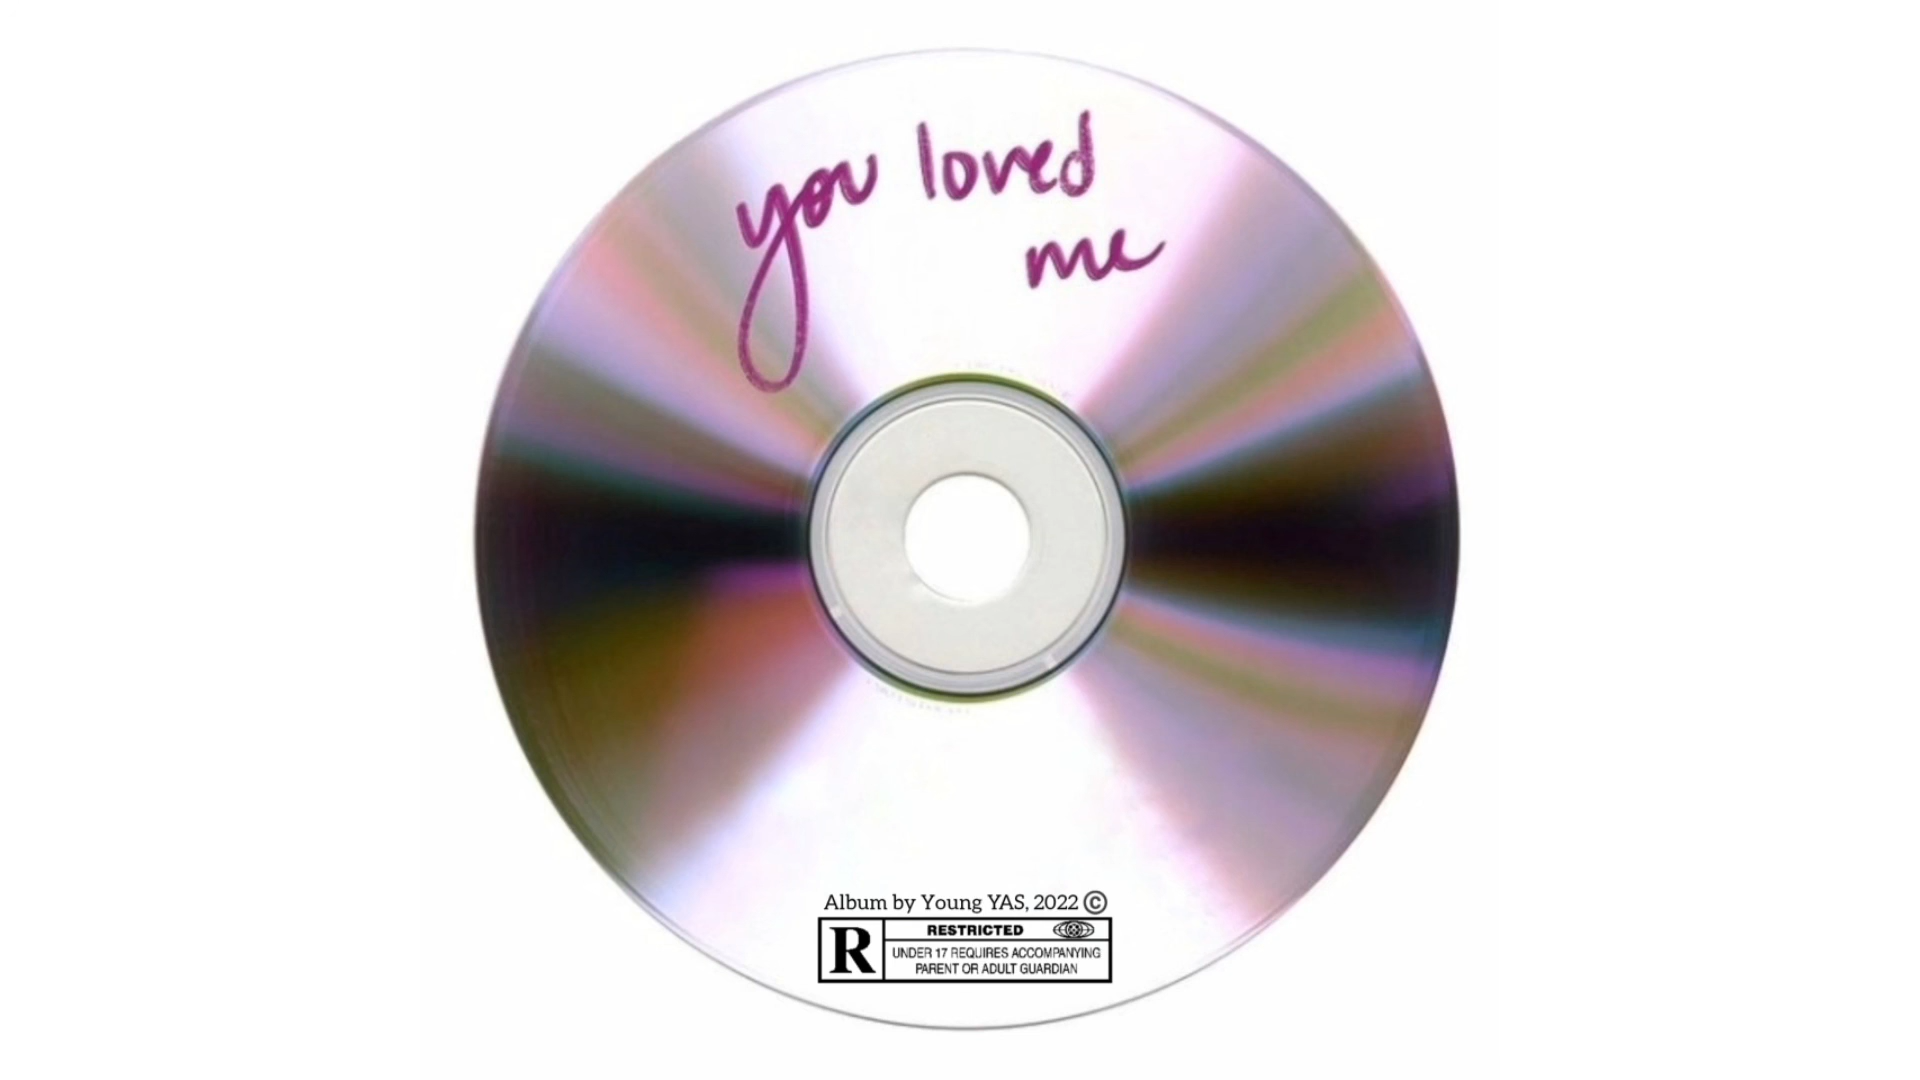 you loved
me
Album by Young YAS, 2022 ©
R
RESTRICTED
UNDER 17 REQUIRES ACCOMPANYING
PARENT OR ADULT GUARDIAN